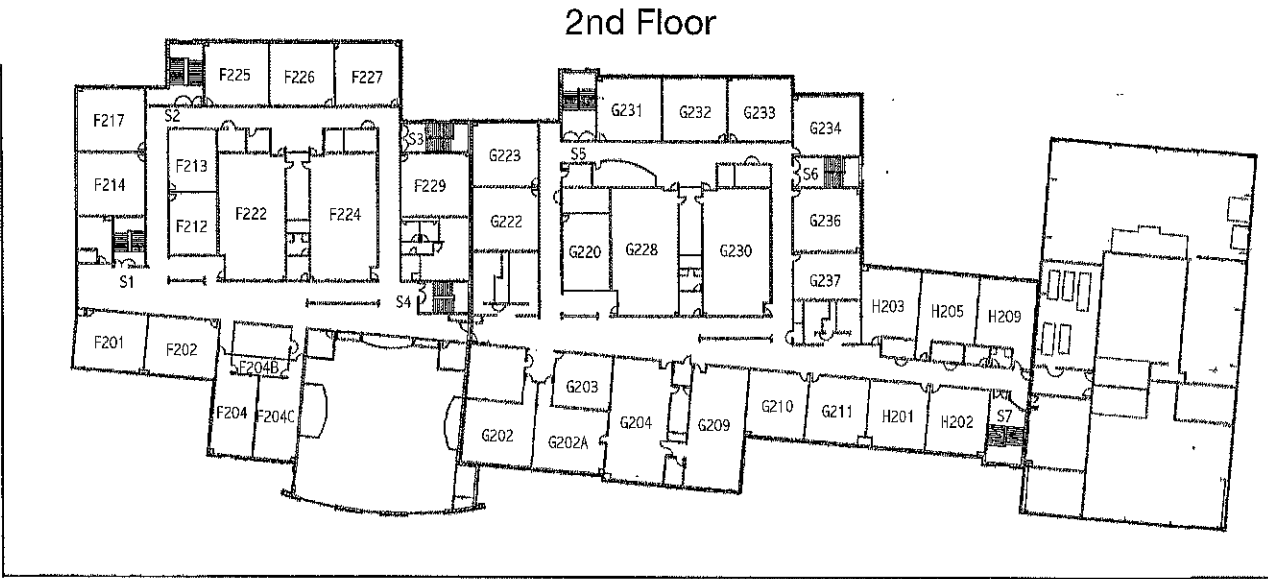 2nd Floor
F225 F226 F227
F217 S2
G231 G232 G233
G234
S3
F213
G223 S5
F214 F229 S6
F212 F222 F224
G222 G220 G228 G230 G236
S1 S4
G237
H203 H205 H209
F201 F202
F204B
F204 F204C
G203
G202 G202A G204 G209 G210 G211 H201 H202 S7